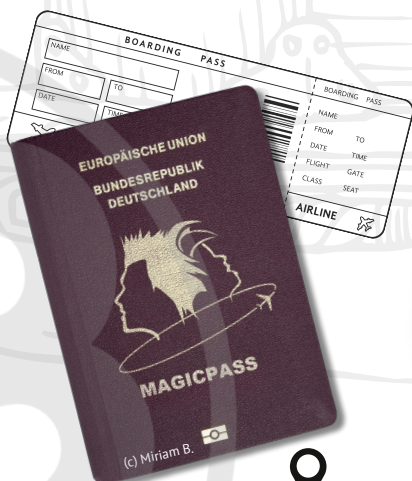 BOARDING PASS
NAME
FROM
TO
DATE
TIME
BOARDING PASS
NAME
FROM TO
DATE TIME
FLIGHT GATE
CLASS SEAT
AIRLINE
EUROPÄISCHE UNION
BUNDESREPUBLIK
DEUTSCHLAND
MAGICPASS
(c) Miriam B.